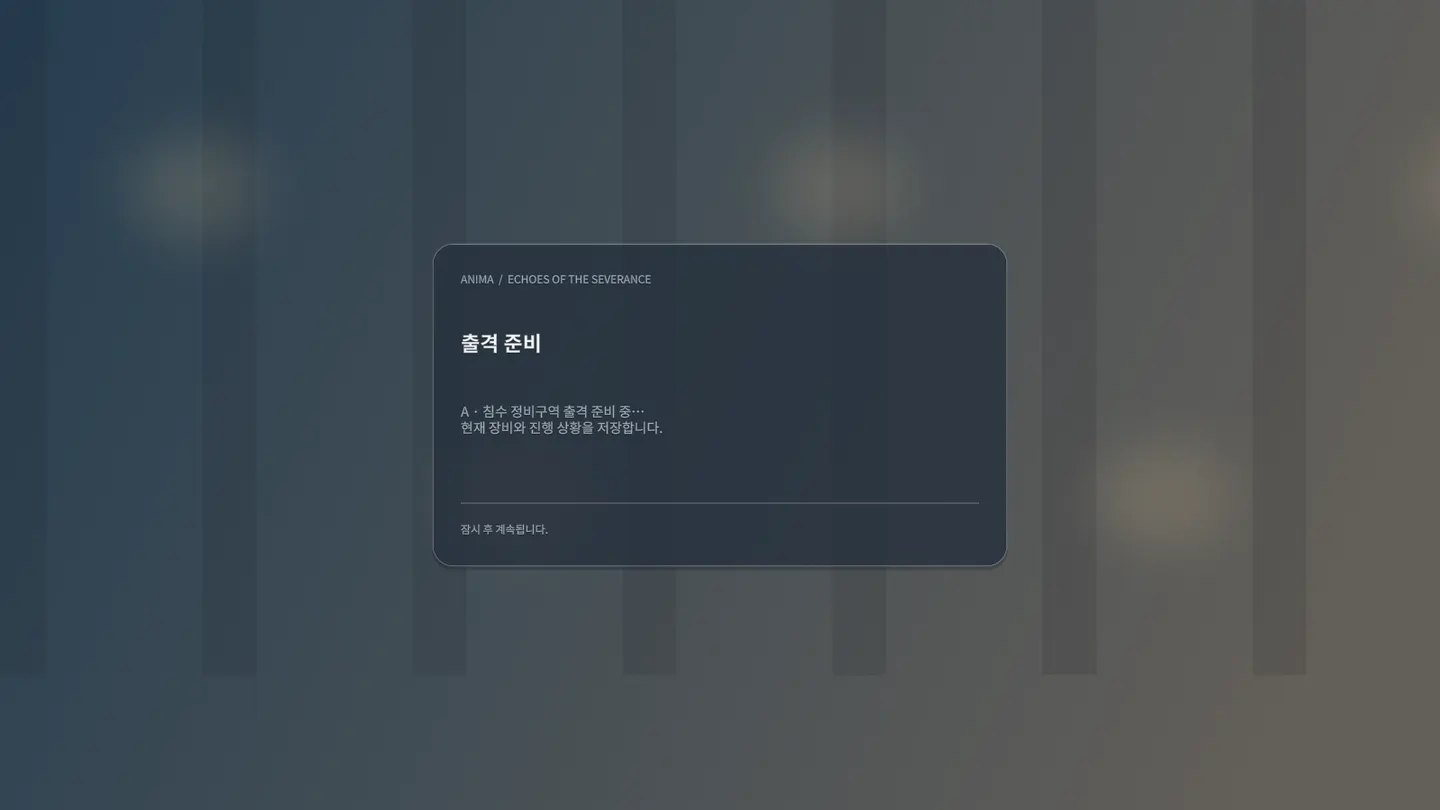 ANIMA / ECHOES OF THE SEVERANCE
출격 준비
A · 침수 정비구역 출격 준비 중…
현재 장비와 진행 상황을 저장합니다.
잠시 후 계속됩니다.